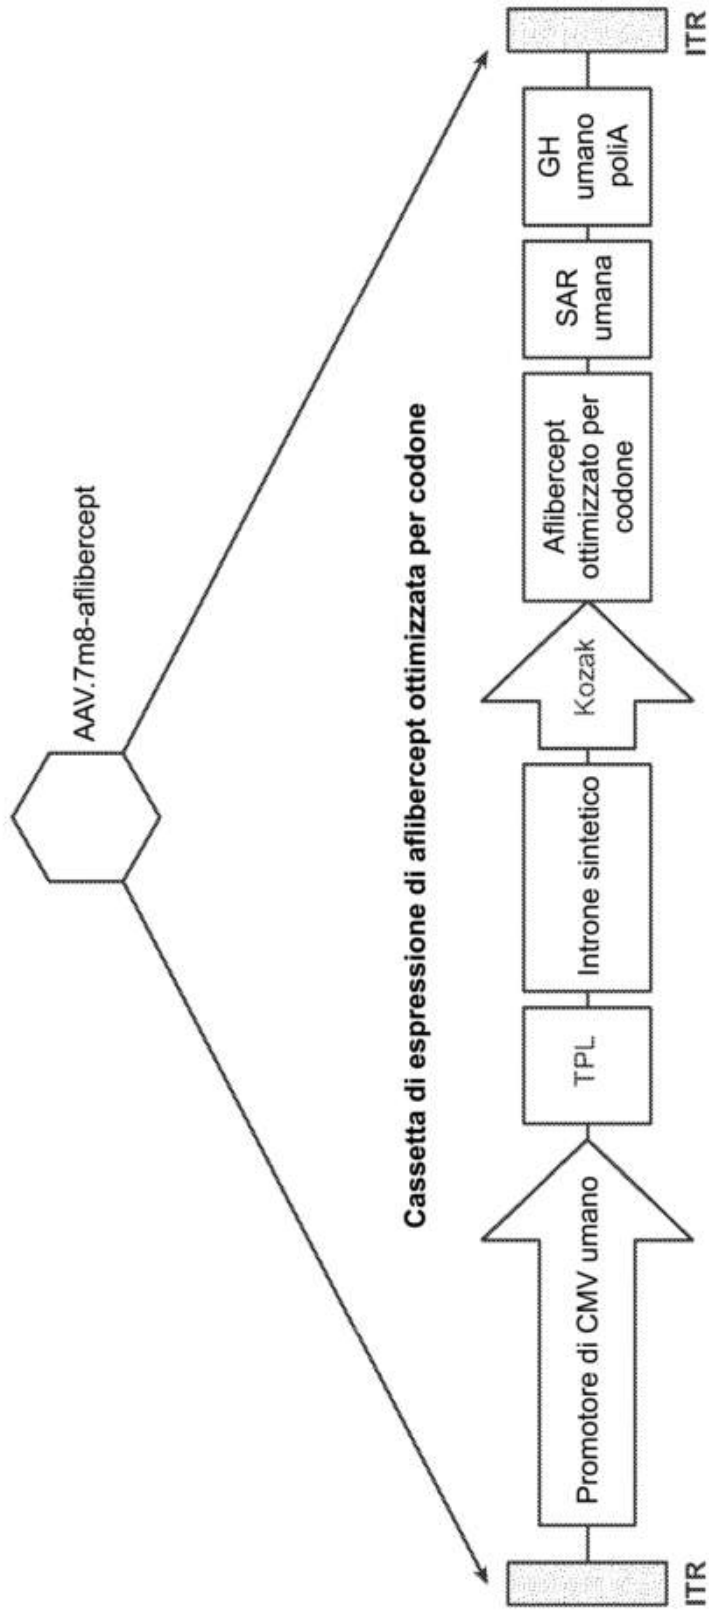 AAV.7m8-aflibercept
Cassetta di espressione di aflibercept ottimizzata per codone
ITR
Promotore di CMV umano
TPL
Introne sintetico
Kozak
Aflibercept
ottimizzato per
codone
SAR
umana
GH
umano
poliA
ITR